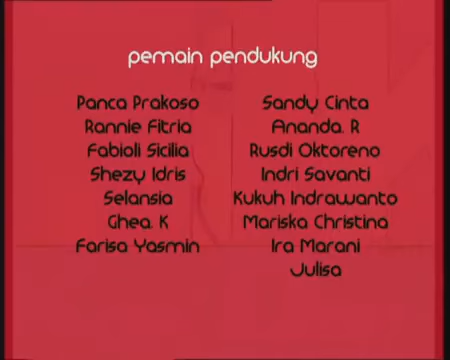 pemain pendukung
Panca Prakoso
Rannie Fitria
Fabioli Sicilia
Shezy Idris
Selansia
Ghea. K
Farisa Yasmin
Sandy Cinta
Ananda. R
Rusdi Oktoreno
Indri Savanti
Kukuh Indrawanto
Mariska Christina
Ira Marani
Julisa